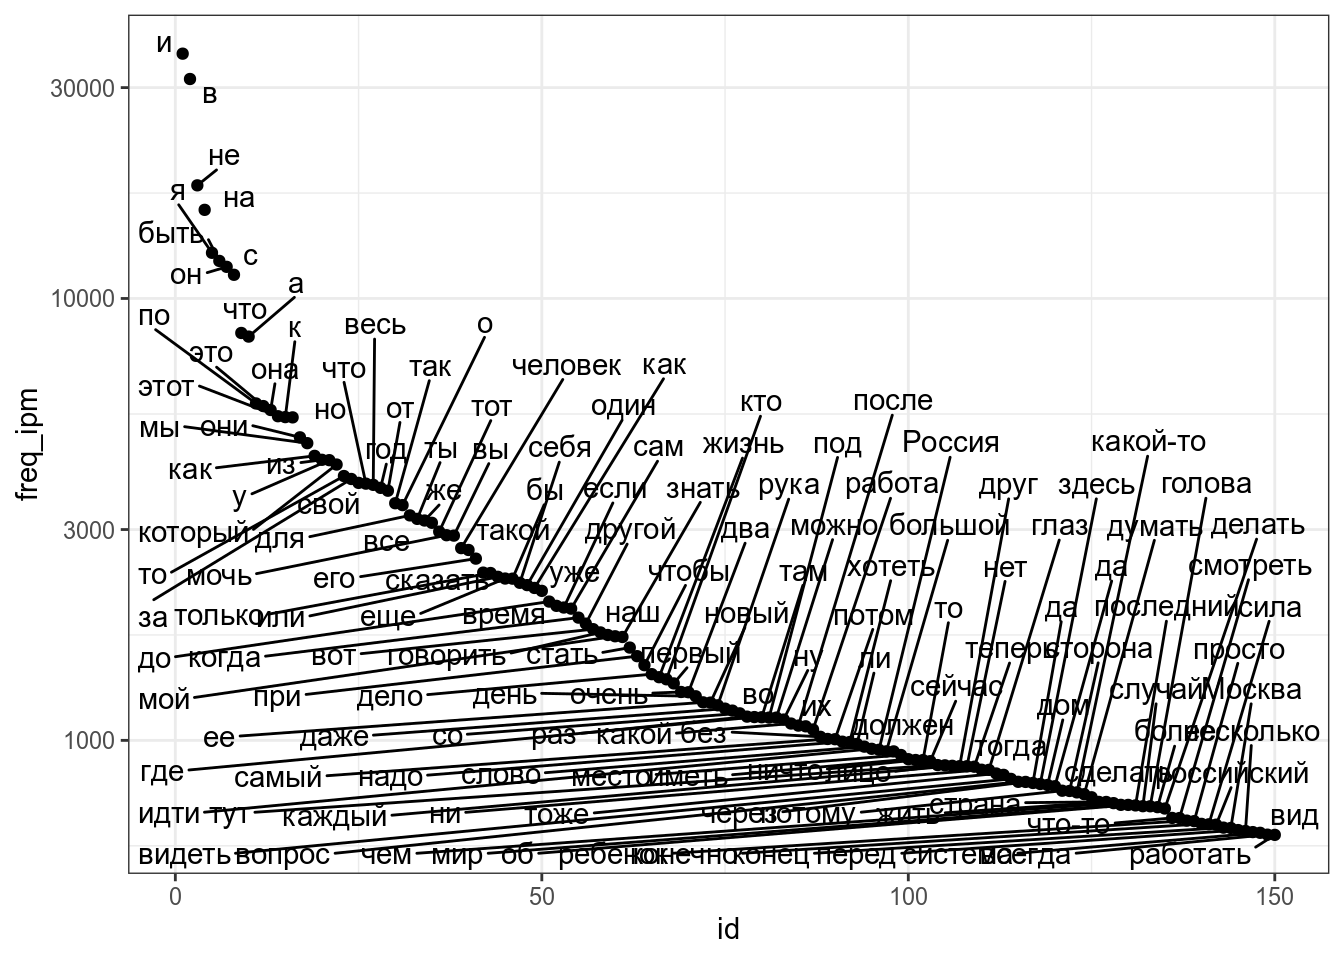 и
30000
в
не
я
на
быть
с
он
а
10000
что
по
к
весь
о
это
она
что
так
человек
как
этот
но
от
тот
один
кто
после
мы
они
год
ты
вы
себя
сам
жизнь
под
Россия
какой-то
как
из
у
свой
же
бы
если
знать
рука
работа
друг
здесь
голова
3000
который
для
все
такой
другой
два
можно
большой
глаз
думать
делать
то
мочь
его
сказать
уже
чтобы
там
хотеть
нет
да
смотреть
за
только
или
еще
время
наш
новый
потом
то
да
последний
сила
до
когда
вот
говорить
стать
первый
ну
ли
теперь
сторона
просто
мой
при
дело
день
очень
во
их
сейчас
дом
случай
Москва
1000
ее
даже
со
раз
какой
без
должен
тогда
более
несколько
где
самый
надо
слово
место
иметь
ничто
лицо
сделать
российский
идти
тут
каждый
ни
тоже
через
потому
жить
страна
что-то
вид
видеть
вопрос
чем
мир
об
ребенок
конечно
конец
перед
система
всегда
работать
0
50
100
150
id
freq_ipm